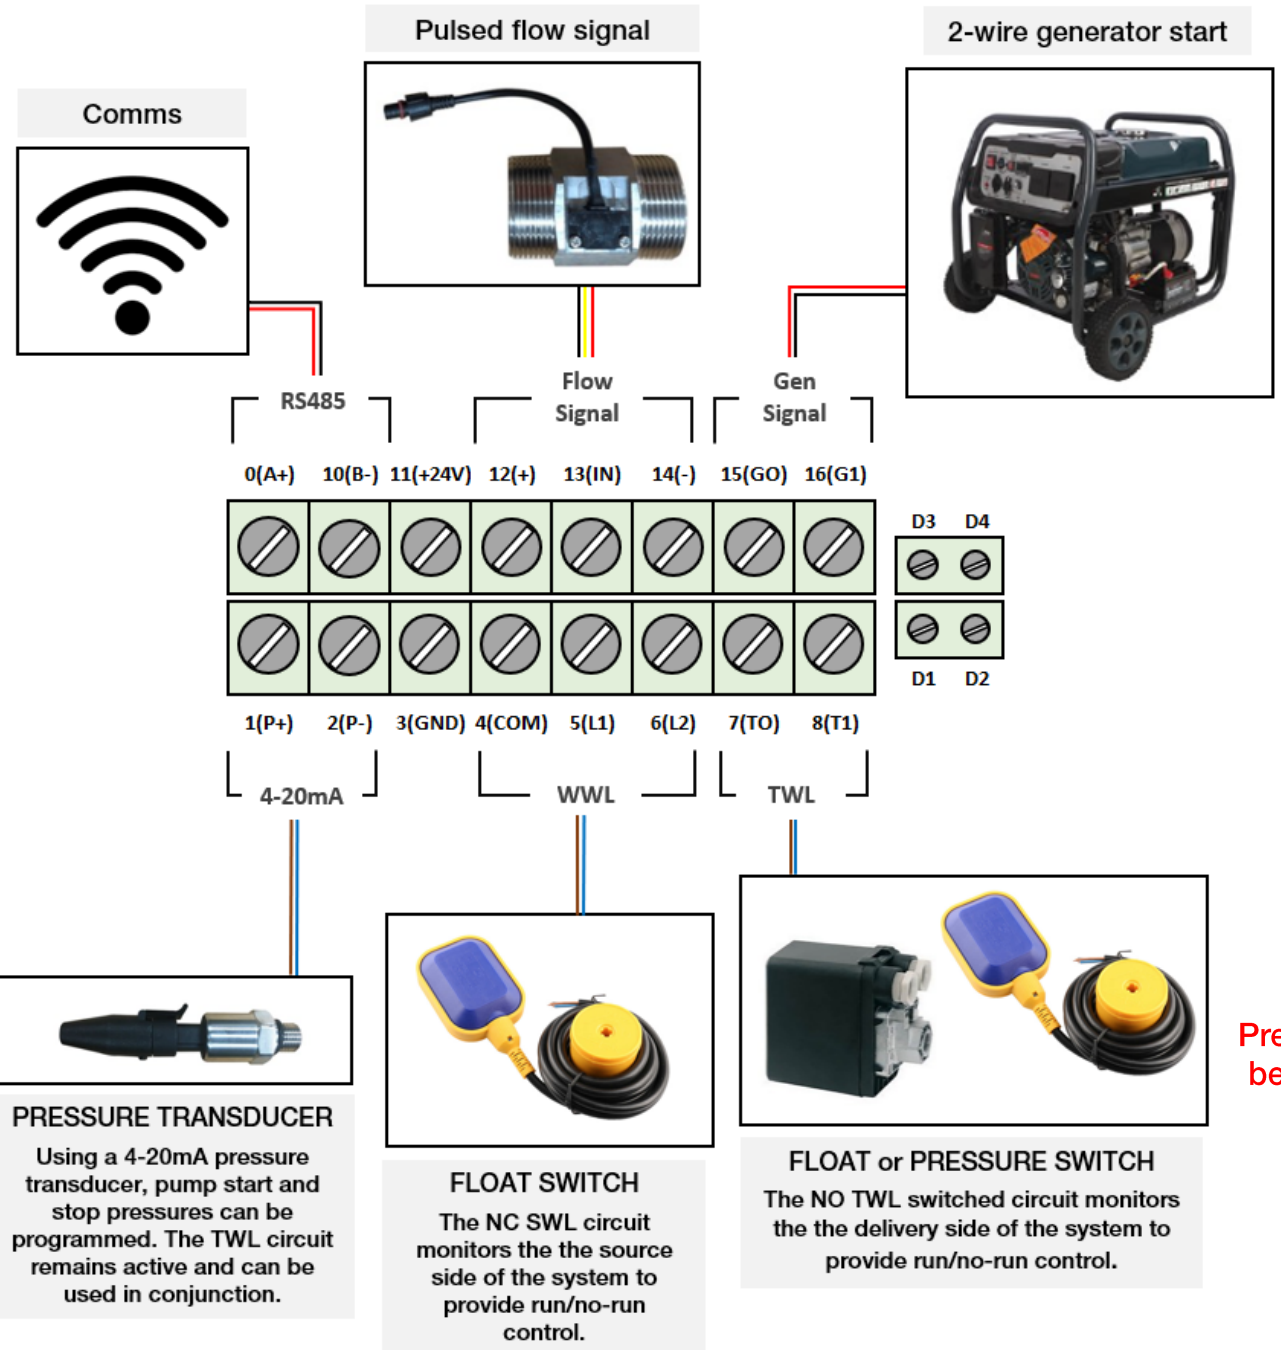 Pulsed flow signal
2-wire generator start
Comms
RS485
Flow
Signal
Gen
Signal
0(A+) 10(B-) 11(+24V) 12(+) 13(IN) 14(-) 15(GO) 16(G1)
D3 D4
D1 D2
1(P+) 2(P-) 3(GND) 4(COM) 5(L1) 6(L2) 7(TO) 8(T1)
4-20mA
WWL
TWL
PRESSURE TRANSDUCER
Using a 4-20mA pressure
transducer, pump start and
stop pressures can be
programmed. The TWL circuit
remains active and can be
used in conjunction.
FLOAT SWITCH
The NC SWL circuit
monitors the the source
side of the system to
provide run/no-run
control.
FLOAT or PRESSURE SWITCH
The NO TWL switched circuit monitors
the the delivery side of the system to
provide run/no-run control.
Pre
be